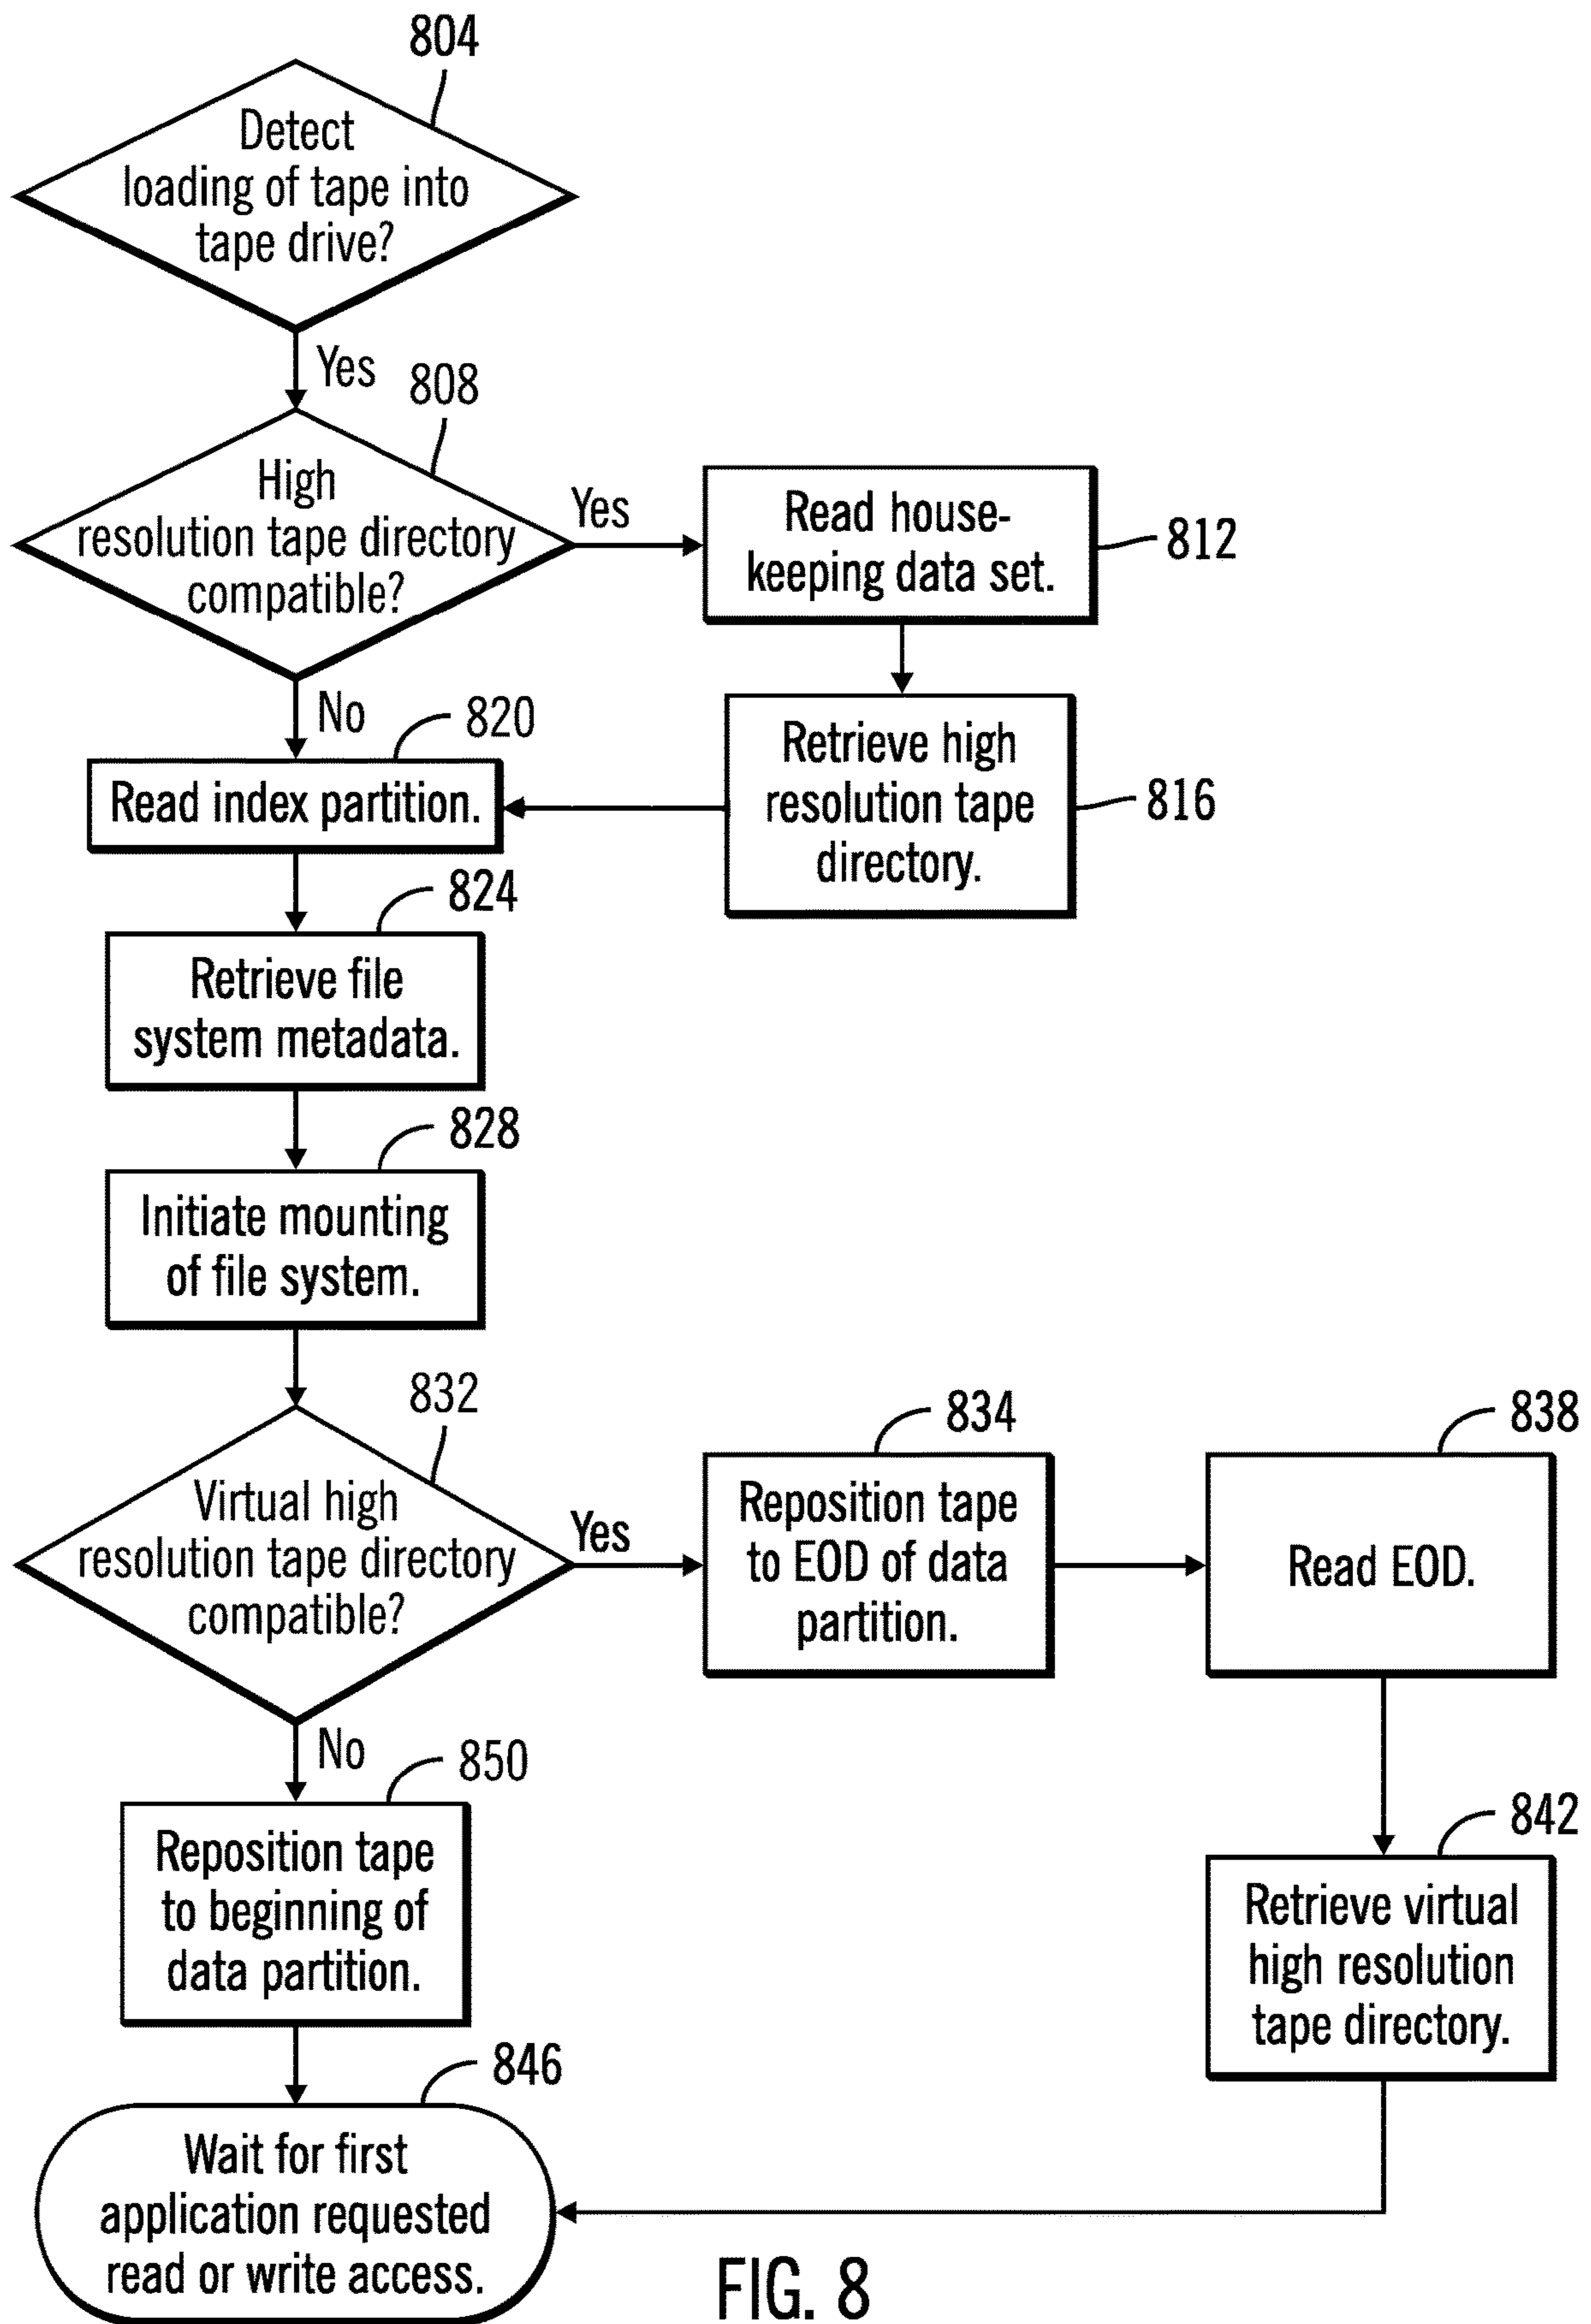 804
Detect
loading of tape into
tape drive?
Yes
808
High
resolution tape directory
compatible?
Yes
Read house-
keeping data set.
812
No
Retrieve high
resolution tape
directory.
816
820
Read index partition.
824
Retrieve file
system metadata.
828
Initiate mounting
of file system.
832
Virtual high
resolution tape directory
compatible?
Yes
834
Reposition tape
to EOD of data
partition.
838
Read EOD.
No
850
Reposition tape
to beginning of
data partition.
842
Retrieve virtual
high resolution
tape directory.
846
Wait for first
application requested
read or write access.
FIG. 8